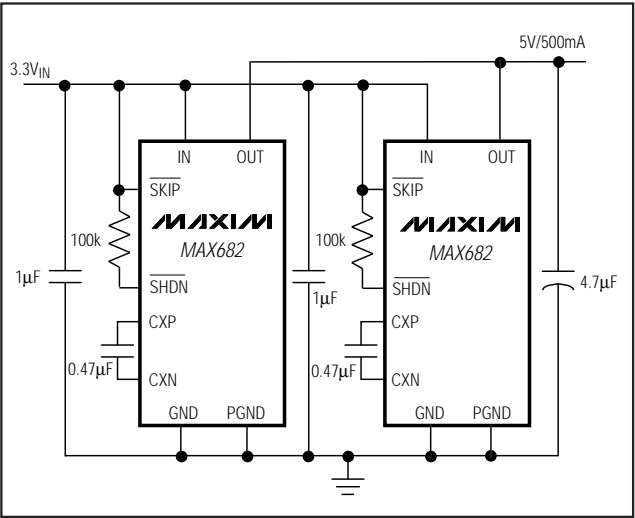 5V/500mA
3.3VIN
IN OUT
IN OUT
SKIP
SKIP
MAXIM
MAX682
MAXIM
MAX682
100k
100k
1µF
SHDN
1µF
SHDN
4.7µF
CXP
CXP
0.47µF
CXN
0.47µF
CXN
GND PGND
GND PGND